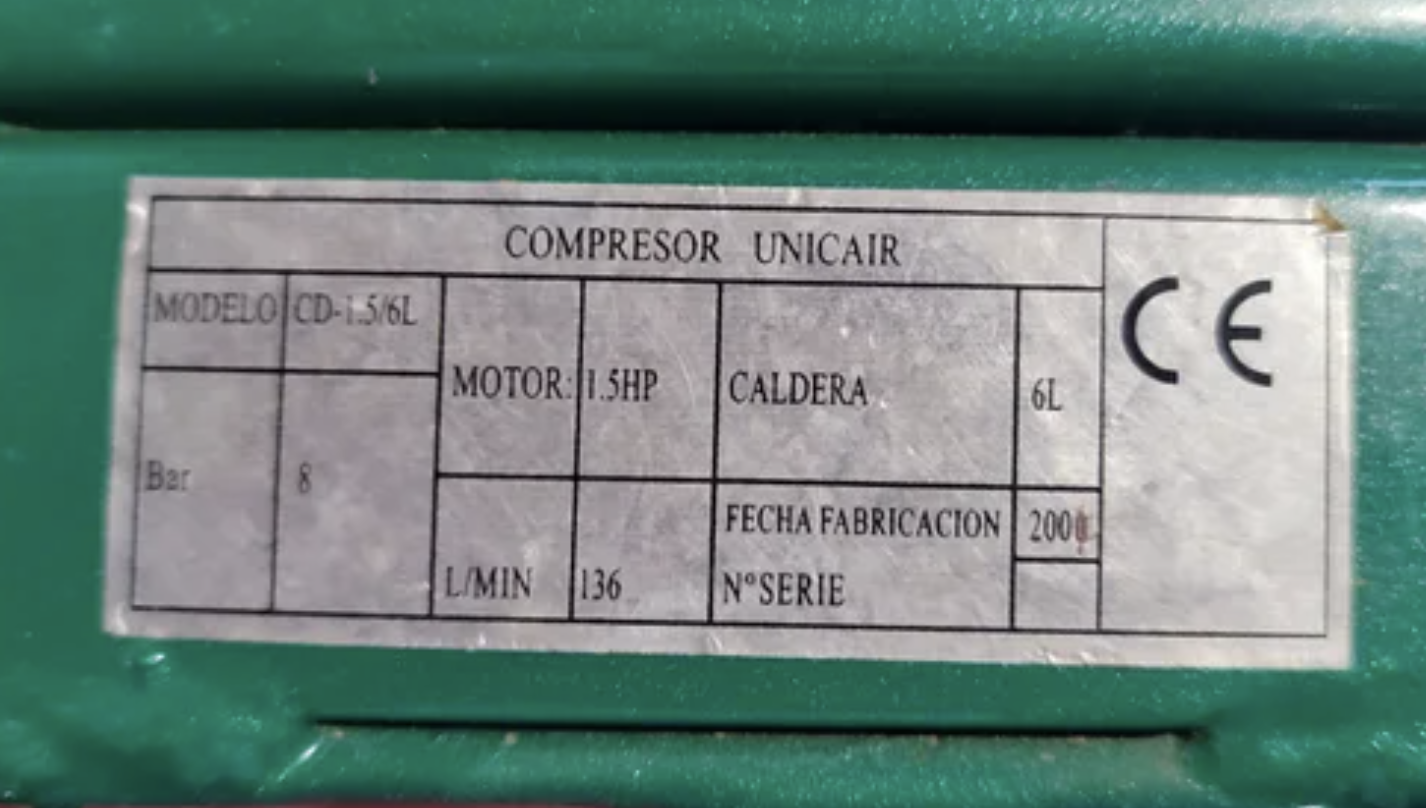 COMPRESOR UNICAIR
CE
MODELO CD-1.5/6L
MOTOR: 1.5HP
CALDERA 6L
Bar 8
L/MIN 136
FECHA FABRICACION
Nº SERIE